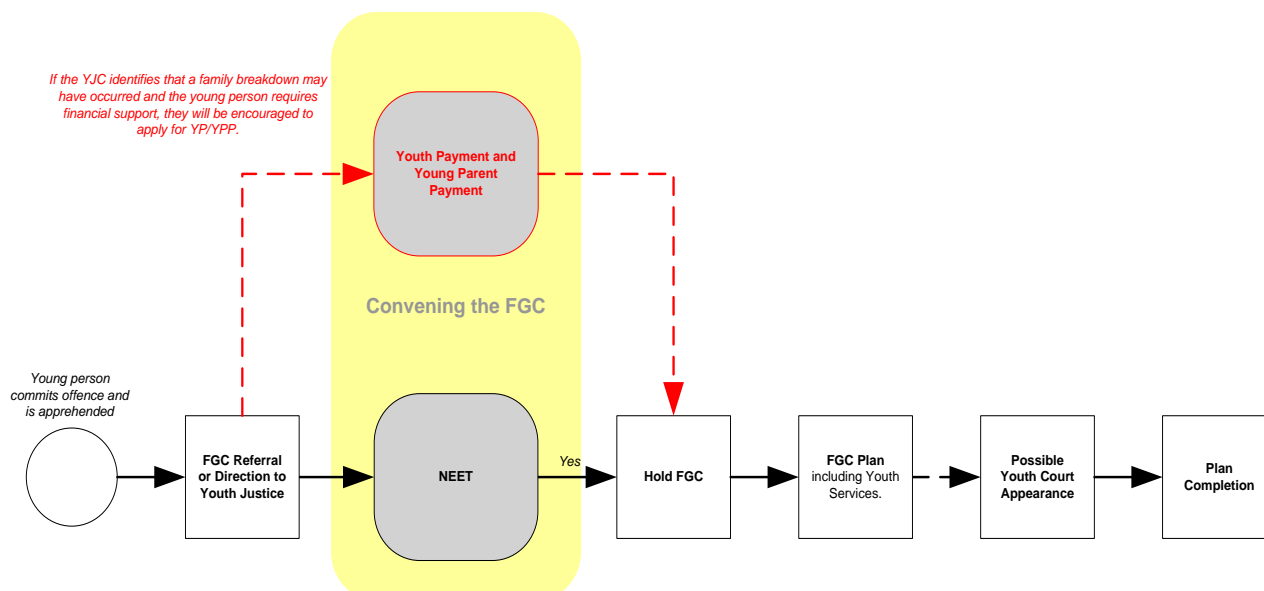 If the YJC identifies that a family breakdown may
have occurred and the young person requires
financial support, they will be encouraged to
apply for YP/YPP.
Youth Payment and
Young Parent
Payment
Convening the FGC
Young person
commits offence and
is apprehended
FGC Referral
or Direction to
Youth Justice
NEET
Yes
Hold FGC
FGC Plan
including Youth
Services.
Possible
Youth Court
Appearance
Plan
Completion